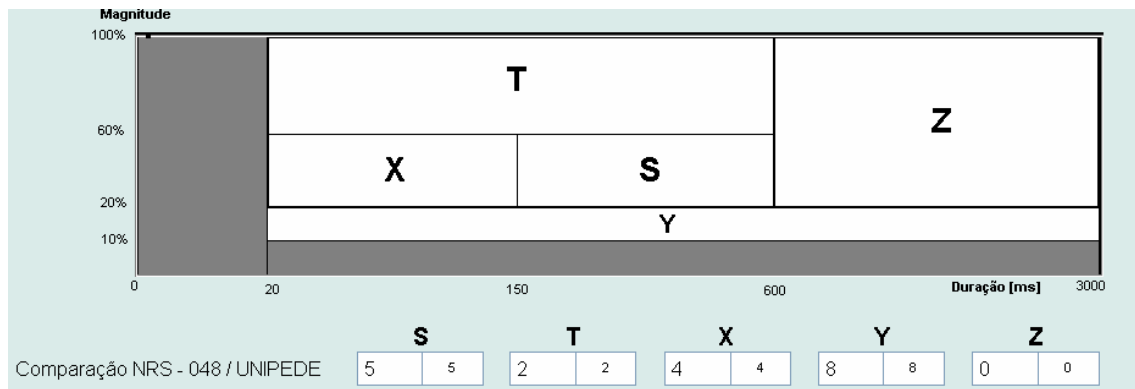 Magnitude
100%
T
Z
60%
X S
20%
Y
10%
0 20 150 600 Duração [ms] 3000
S T X Y Z
Comparação NRS - 048 / UNIPEDE 5 5 2 2 4 4 8 8 0 0